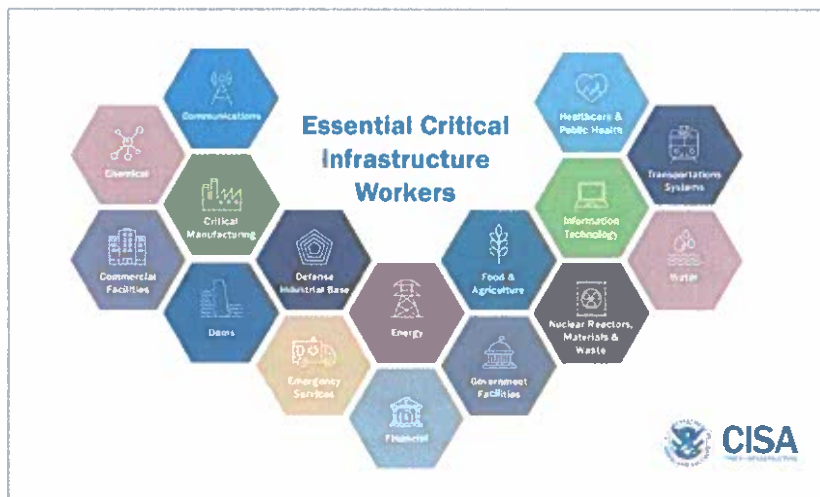 Essential Critical
Infrastructure
Workers
Communications
Chemical
Critical
Manufacturing
Commercial
Facilities
Dams
Defense
Industrial Base
Emergency
Services
Energy
Financial
Food &
Agriculture
Government
Facilities
Healthcare &
Public Health
Information
Technology
Nuclear Reactors,
Materials &
Waste
Transportations
Systems
Water
CISA